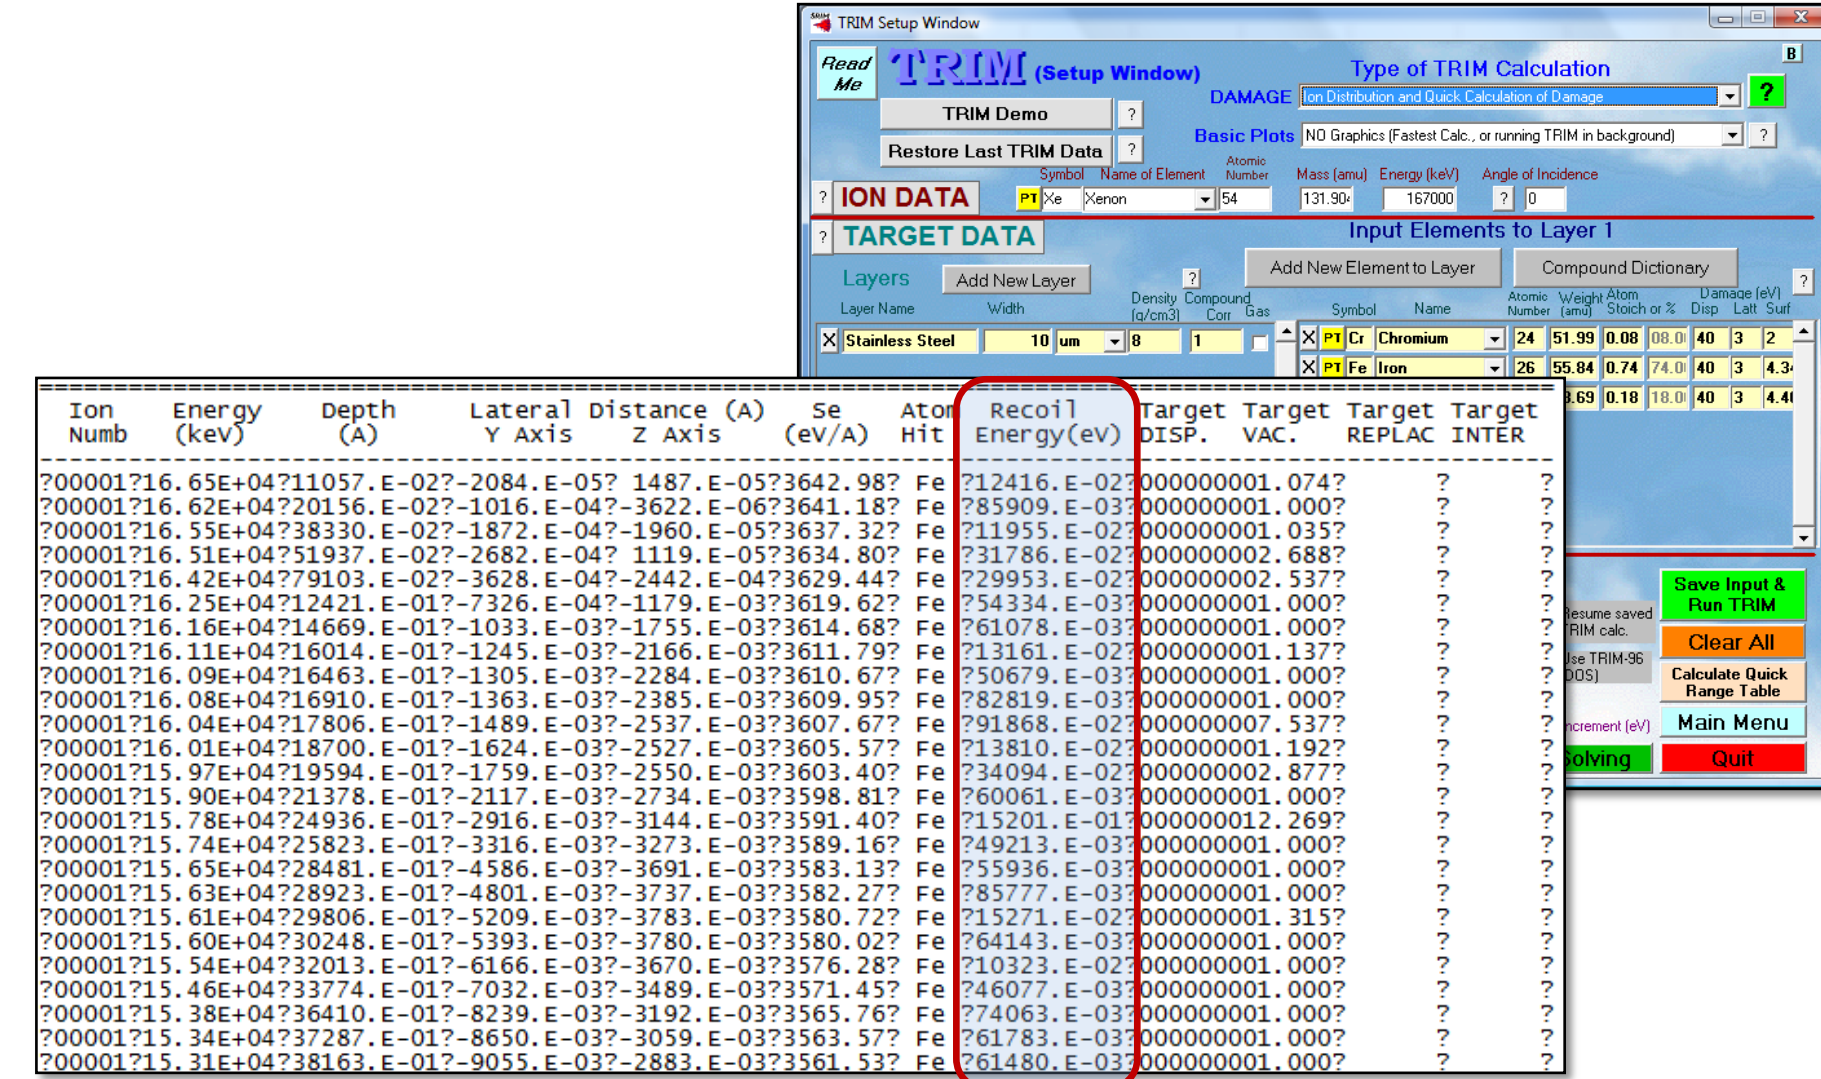 SRIM
TRIM Setup Window
Read
Me
TRIM (Setup Window)
Type of TRIM Calculation
B
DAMAGE Ion Distribution and Quick Calculation of Damage ?
TRIM Demo ?
Basic Plots NO Graphics (Fastest Calc., or running TRIM in background) ?
Restore Last TRIM Data ?
Symbol Name of Element Atomic Number Mass (amu) Energy (keV) Angle of Incidence
? ION DATA PT Xe Xenon 54 131.904 167000 ? 0
? TARGET DATA
Input Elements to Layer 1
Layers Add New Layer ? Add New Element to Layer Compound Dictionary ?
Layer Name Width Density (g/cm3) Compound Corr Gas Symbol Name Atomic Number Weight (amu) Atom Stoich or % Damage (eV) Disp Latt Surf
X Stainless Steel 10 um 8 1 X PT Cr Chromium 24 51.99 0.08 08.0 40 3 2
X PT Fe Iron 26 55.84 0.74 74.0 40 3 4.34
.69 0.18 18.0 40 3 4.4
Ion Energy Depth Lateral Distance (A) Se Atom Recoil Target Target Target Target
Numb (keV) (A) Y Axis Z Axis (eV/A) Hit Energy(eV) DISP. VAC. REPLAC INTER
?00001?16.65E+04?11057.E-02?-2084.E-05? 1487.E-05?3642.98? Fe ?12416.E-02?000000001.074? ? ?
?00001?16.62E+04?20156.E-02?-1016.E-04?-3622.E-06?3641.18? Fe ?85909.E-03?000000001.000? ? ?
?00001?16.55E+04?38330.E-02?-1872.E-04?-1960.E-05?3637.32? Fe ?11955.E-02?000000001.035? ? ?
?00001?16.51E+04?51937.E-02?-2682.E-04? 1119.E-05?3634.80? Fe ?31786.E-02?000000002.688? ? ?
?00001?16.42E+04?79103.E-02?-3628.E-04?-2442.E-04?3629.44? Fe ?29953.E-02?000000002.537? ? ?
?00001?16.25E+04?12421.E-01?-7326.E-04?-1179.E-03?3619.62? Fe ?54334.E-03?000000001.000? ? ?
?00001?16.16E+04?14669.E-01?-1033.E-03?-1755.E-03?3614.68? Fe ?61078.E-03?000000001.000? ? ?
?00001?16.11E+04?16014.E-01?-1245.E-03?-2166.E-03?3611.79? Fe ?13161.E-02?000000001.137? ? ?
?00001?16.09E+04?16463.E-01?-1305.E-03?-2284.E-03?3610.67? Fe ?50679.E-03?000000001.000? ? ?
?00001?16.08E+04?16910.E-01?-1363.E-03?-2385.E-03?3609.95? Fe ?82819.E-03?000000001.000? ? ?
?00001?16.04E+04?17806.E-01?-1489.E-03?-2537.E-03?3607.67? Fe ?91868.E-02?000000007.537? ? ?
?00001?16.01E+04?18700.E-01?-1624.E-03?-2527.E-03?3605.57? Fe ?13810.E-02?000000001.192? ? ?
?00001?15.97E+04?19594.E-01?-1759.E-03?-2550.E-03?3603.40? Fe ?34094.E-02?000000002.877? ? ?
?00001?15.90E+04?21378.E-01?-2117.E-03?-2734.E-03?3598.81? Fe ?60061.E-03?000000001.000? ? ?
?00001?15.78E+04?24936.E-01?-2916.E-03?-3144.E-03?3591.40? Fe ?15201.E-01?000000012.269? ? ?
?00001?15.74E+04?25823.E-01?-3316.E-03?-3273.E-03?3589.16? Fe ?49213.E-03?000000001.000? ? ?
?00001?15.65E+04?28481.E-01?-4586.E-03?-3691.E-03?3583.13? Fe ?55936.E-03?000000001.000? ? ?
?00001?15.63E+04?28923.E-01?-4801.E-03?-3737.E-03?3582.27? Fe ?85777.E-03?000000001.000? ? ?
?00001?15.61E+04?29806.E-01?-5209.E-03?-3783.E-03?3580.72? Fe ?15271.E-02?000000001.315? ? ?
?00001?15.60E+04?30248.E-01?-5393.E-03?-3780.E-03?3580.02? Fe ?64143.E-03?000000001.000? ? ?
?00001?15.54E+04?32013.E-01?-6166.E-03?-3670.E-03?3576.28? Fe ?10323.E-02?000000001.000? ? ?
?00001?15.46E+04?33774.E-01?-7032.E-03?-3489.E-03?3571.45? Fe ?46077.E-03?000000001.000? ? ?
?00001?15.38E+04?36410.E-01?-8239.E-03?-3192.E-03?3565.76? Fe ?74063.E-03?000000001.000? ? ?
?00001?15.34E+04?37287.E-01?-8650.E-03?-3059.E-03?3563.57? Fe ?61783.E-03?000000001.000? ? ?
?00001?15.31E+04?38163.E-01?-9055.E-03?-2883.E-03?3561.53? Fe ?61480.E-03?000000001.000? ? ?
Save Input &
Run TRIM
Resume saved
TRIM calc.
Clear All
Use TRIM-96
(DOS)
Calculate Quick
Range Table
ncrement (eV)
Main Menu
Solving
Quit